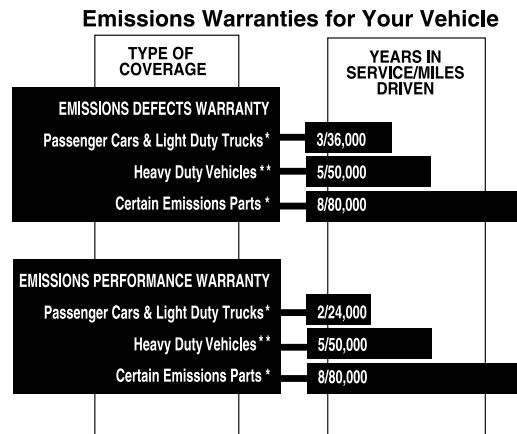 Emissions Warranties for Your Vehicle
TYPE OF
COVERAGE
YEARS IN
SERVICE/MILES
DRIVEN
EMISSIONS DEFECTS WARRANTY
Passenger Cars & Light Duty Trucks* 3/36,000
Heavy Duty Vehicles** 5/50,000
Certain Emissions Parts * 8/80,000
EMISSIONS PERFORMANCE WARRANTY
Passenger Cars & Light Duty Trucks* 2/24,000
Heavy Duty Vehicles** 5/50,000
Certain Emissions Parts * 8/80,000